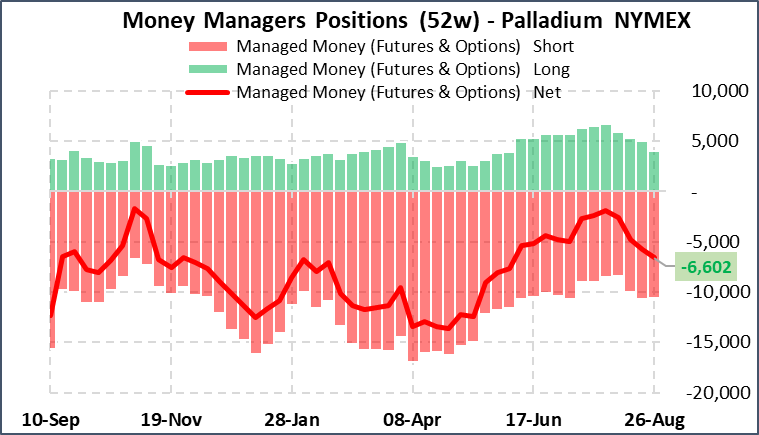 Money Managers Positions (52w) - Palladium NYMEX
Managed Money (Futures & Options) Short
Managed Money (Futures & Options) Long
Managed Money (Futures & Options) Net
10,000
5,000
-
-5,000
-6,602
-10,000
-15,000
-20,000
10-Sep 19-Nov 28-Jan 08-Apr 17-Jun 26-Aug